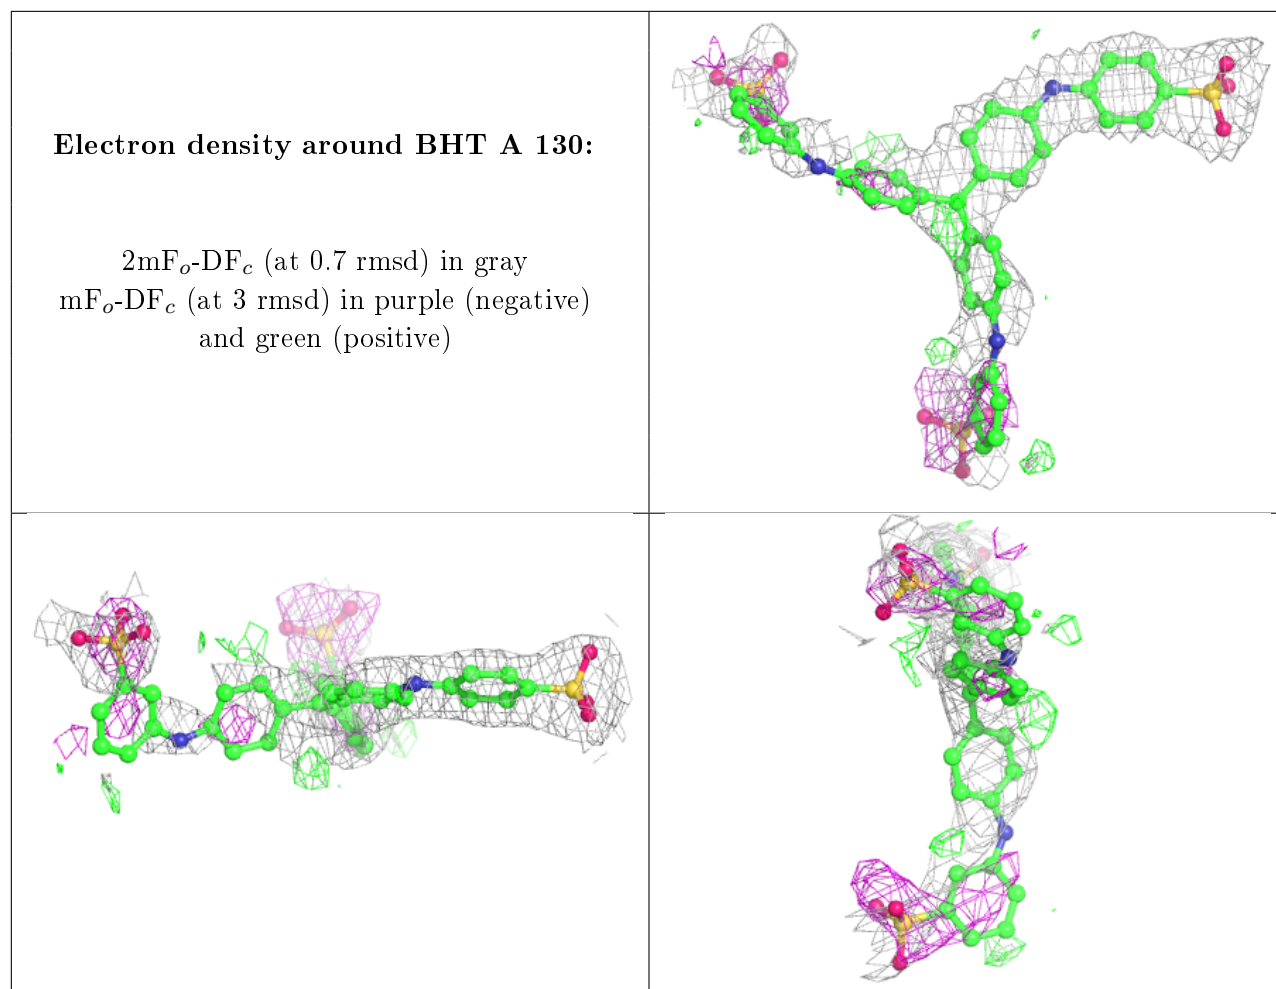 Electron density around BHT A 130:
2mFo-DFc (at 0.7 rmsd) in gray
mFo-DFc (at 3 rmsd) in purple (negative)
and green (positive)